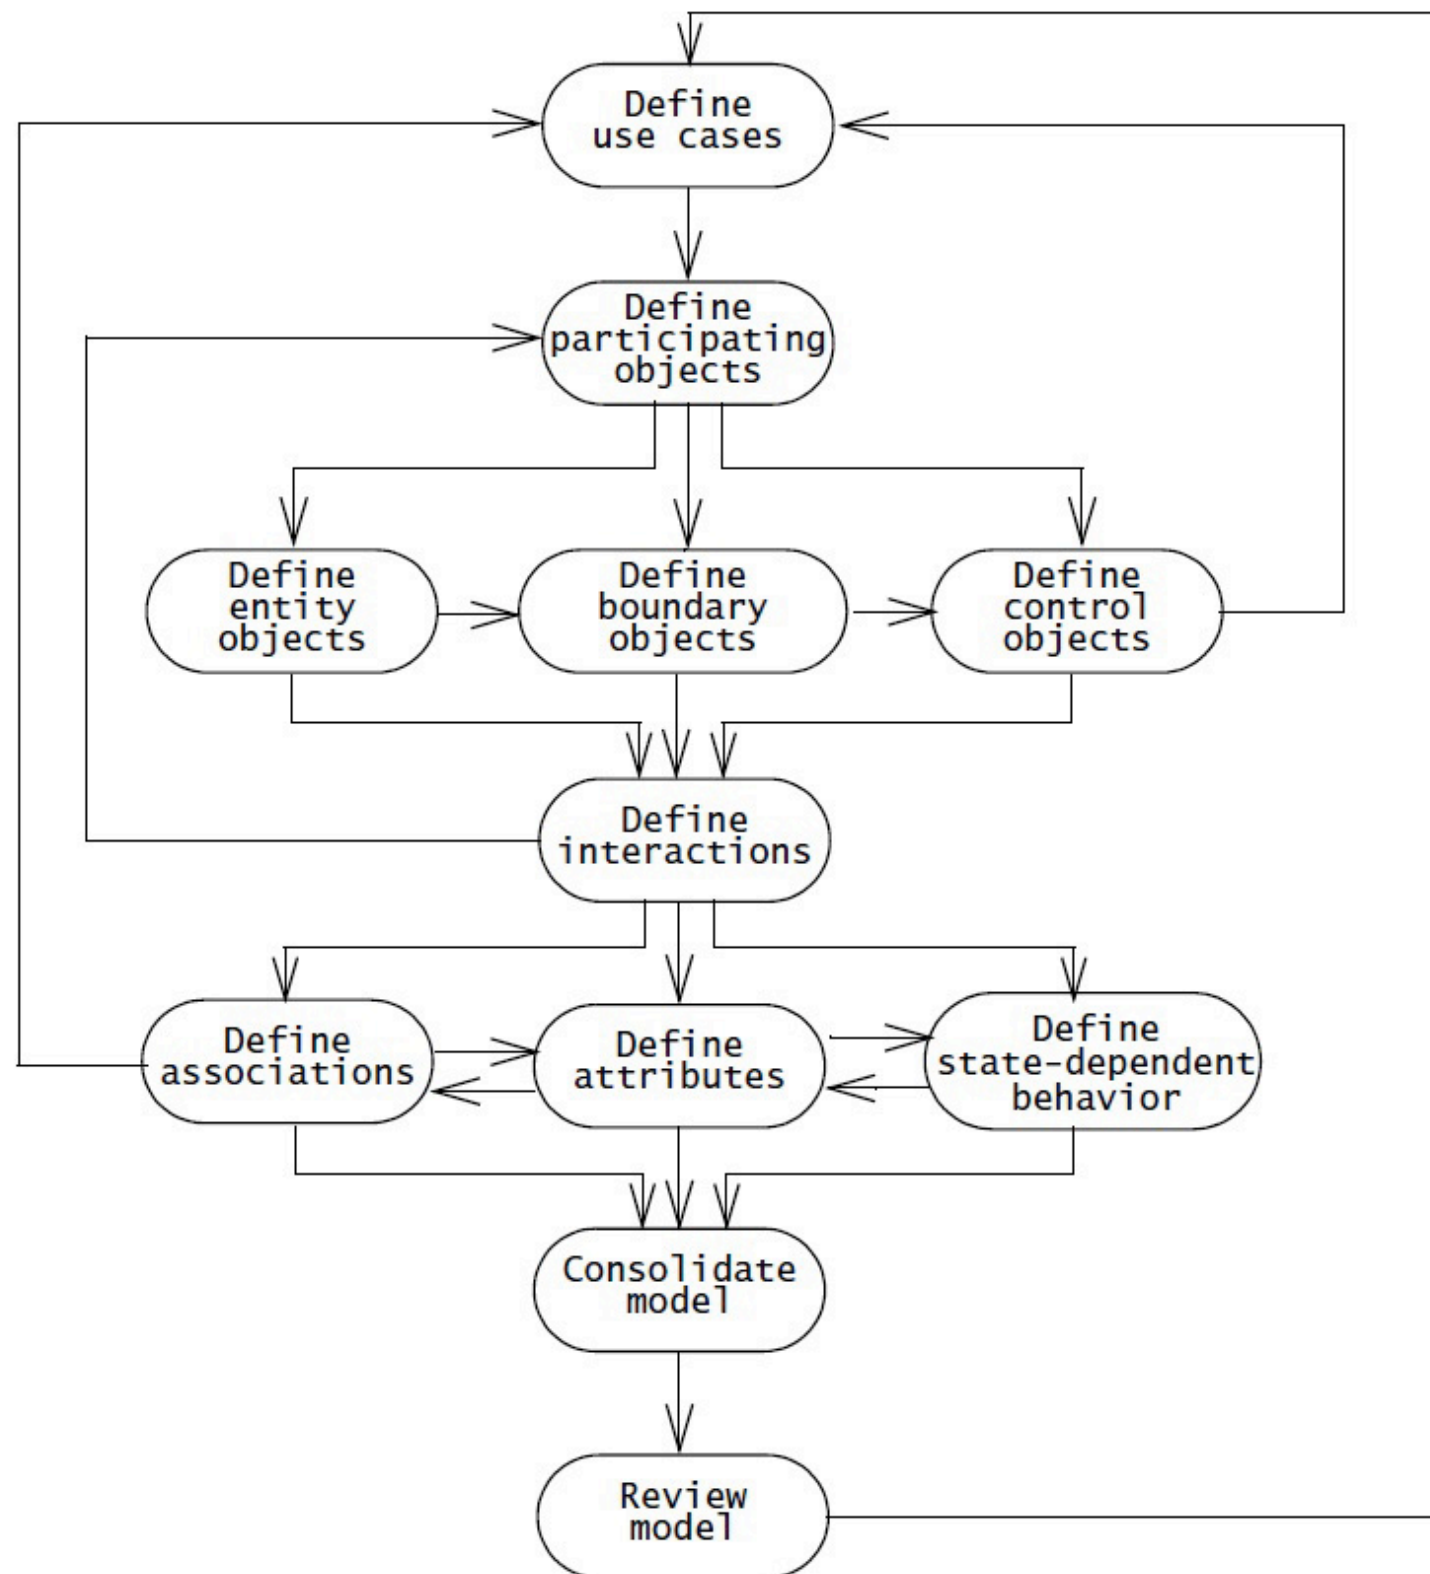 Define
use cases
Define
participating
objects
Define
entity
objects
Define
boundary
objects
Define
control
objects
Define
interactions
Define
associations
Define
attributes
Define
state-dependent
behavior
Consolidate
model
Review
model